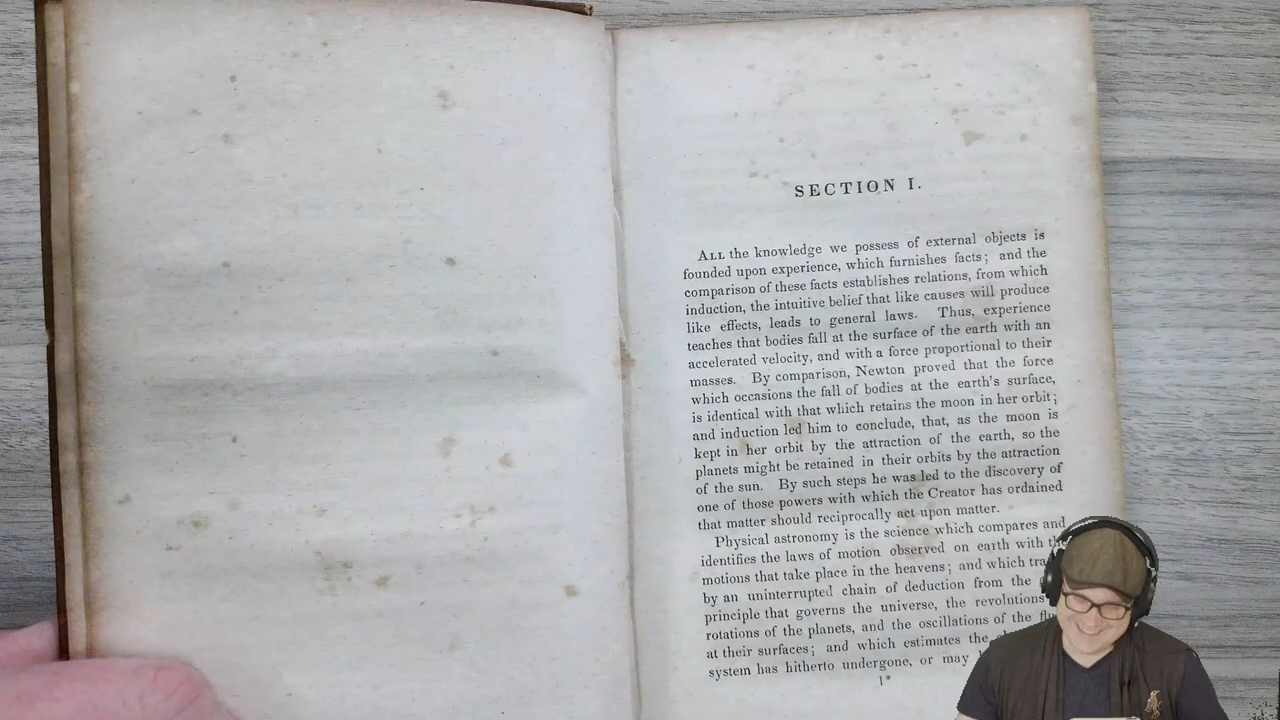 SECTION I.
ALL the knowledge we possess of external objects is
founded upon experience, which furnishes facts; and the
comparison of these facts establishes relations, from which
induction, the intuitive belief that like causes will produce
like effects, leads to general laws. Thus, experience
teaches that bodies fall at the surface of the earth with an
accelerated velocity, and with a force proportional to their
masses. By comparison, Newton proved that the force
which occasions the fall of bodies at the earth's surface,
is identical with that which retains the moon in her orbit;
and induction led him to conclude, that, as the moon is
kept in her orbit by the attraction of the earth, so the
planets might be retained in their orbits by the attraction
of the sun. By such steps he was led to the discovery of
one of those powers with which the Creator has ordained
that matter should reciprocally act upon matter.
Physical astronomy is the science which compares and
identifies the laws of motion observed on earth with the
motions that take place in the heavens; and which
by an uninterrupted chain of deduction from the
principle that governs the universe, the revolutions
rotations of the planets, and the oscillations of the
at their surfaces; and which estimates the
system has hitherto undergone, or may
1*